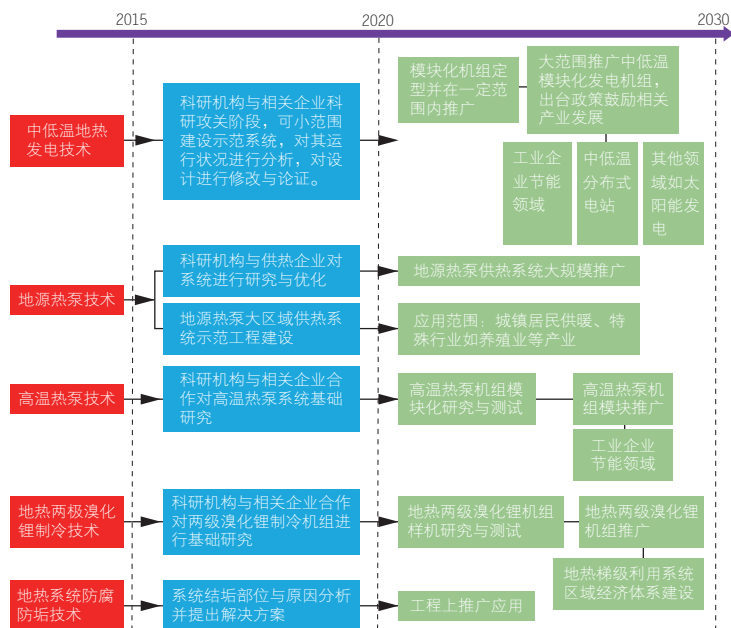 2015
2020
2030
中低温地热
发电技术
科研机构与相关企业科
研攻关阶段，可小范围
建设示范系统，对其运
行状况进行分析，对设
计进行修改与论证。
模块化机组定
型并在一定范
围内推广
大范围推广中低温
模块化发电机组，
出台政策鼓励相关
产业发展
工业企
业节能
领域
中低温
分布式
电站
其他领
域如太
阳能发
电
地源热泵技术
科研机构与供热企业对
系统进行研究与优化
地源热泵供热系统大规模推广
地源热泵大区域供热系
统示范工程建设
应用范围：城镇居民供暖、特
殊行业如养殖业等产业
高温热泵技术
科研机构与相关企业合
作对高温热泵系统基础
研究
高温热泵机组模
块化研究与测试
高温热泵机
组模块推广
工业企业
节能领域
地热两极溴化
锂制冷技术
科研机构与相关企业合作
对两级溴化锂制冷机组进
行基础研究
地热两级溴化锂机组
样机研究与测试
地热两级溴化锂
机组推广
地热梯级利用系统
区域经济体系建设
地热系统防腐
防垢技术
系统结垢部位与原因分析
并提出解决方案
工程上推广应用